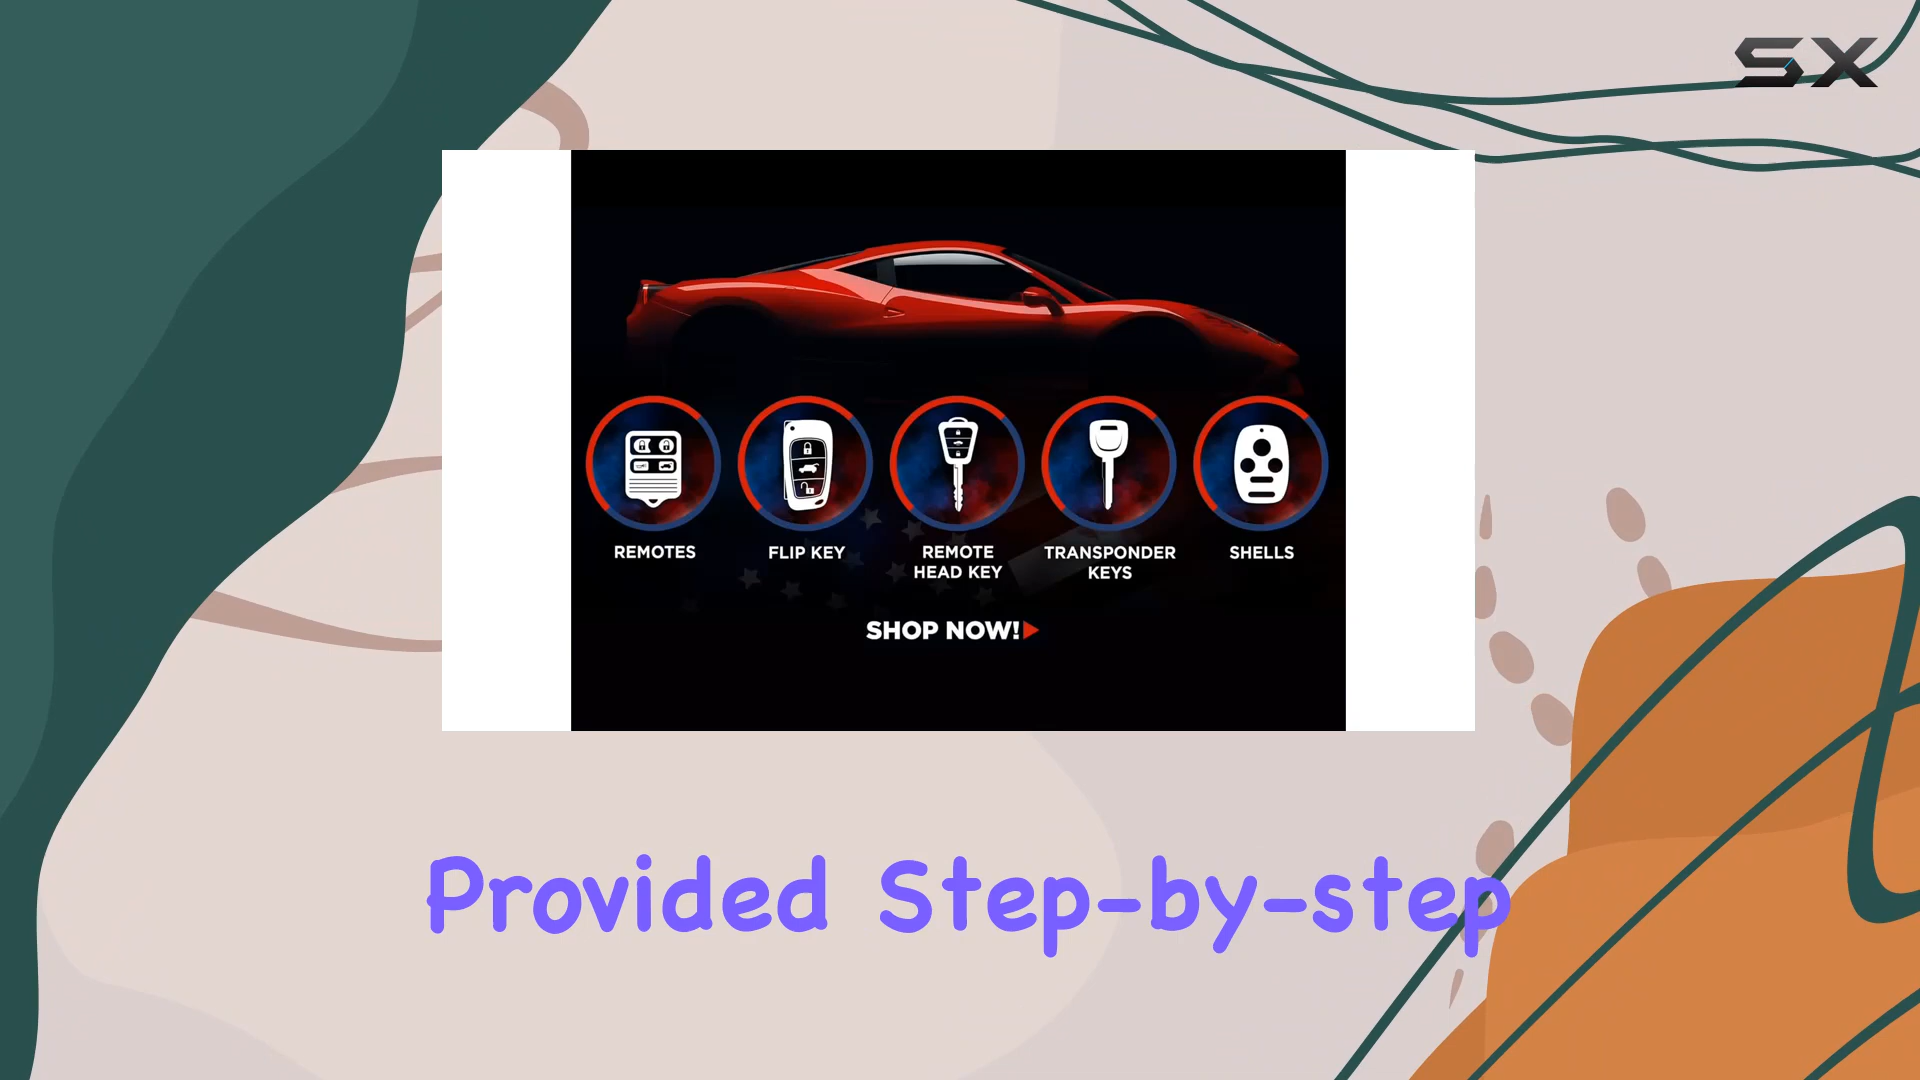 SX
REMOTES
FLIP KEY
REMOTE
HEAD KEY
TRANSPONDER
KEYS
SHELLS
SHOP NOW!
Provided Step-by-step